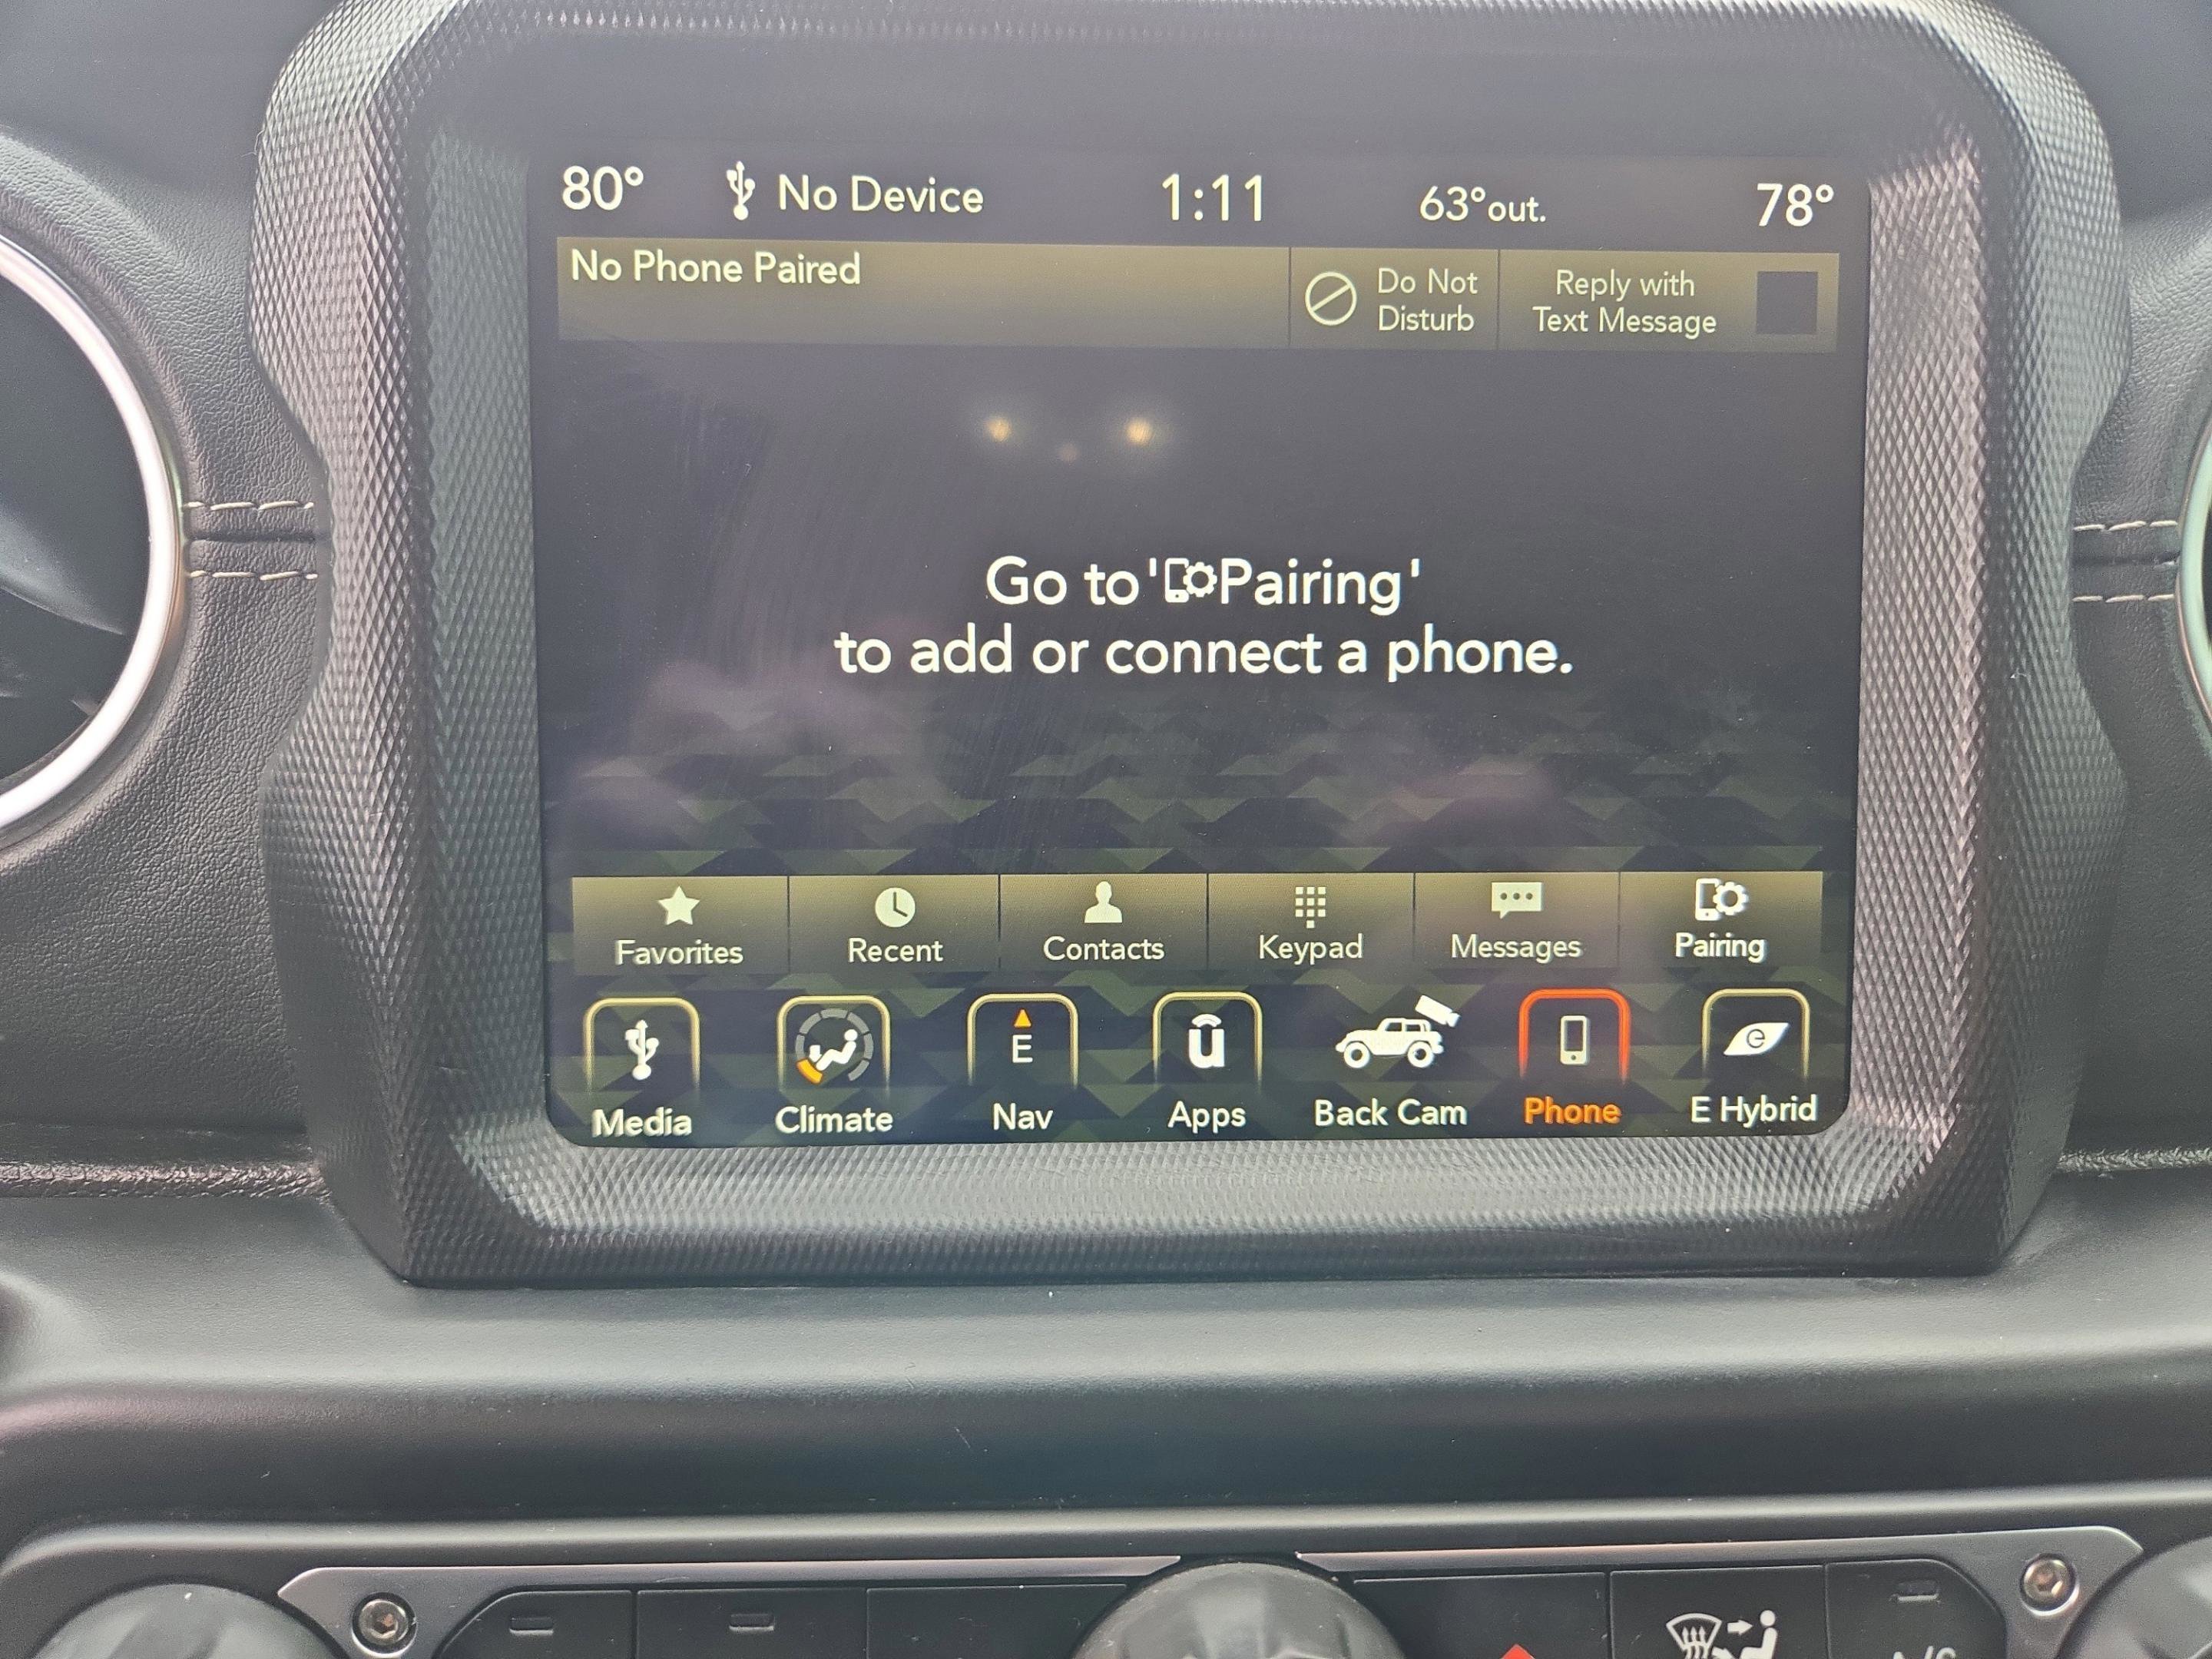 80° No Device 1:11 63°out. 78°
No Phone Paired
Do Not
Disturb
Reply with
Text Message
Go to 'Pairing'
to add or connect a phone.
Favorites Recent Contacts Keypad Messages Pairing
E
u
e
Media Climate Nav Apps Back Cam Phone E Hybrid